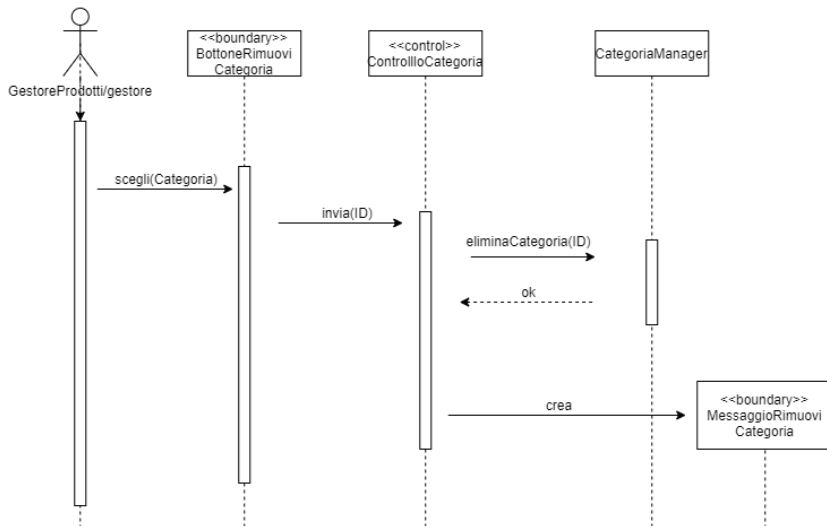 <<boundary>>
BottoneRimuovi
Categoria
<<control>>
ControllloCategoria
CategoriaManager
GestoreProdotti/gestore
scegli(Categoria)
invia(ID)
eliminaCategoria(ID)
ok
crea
<<boundary>>
MessaggioRimuovi
Categoria